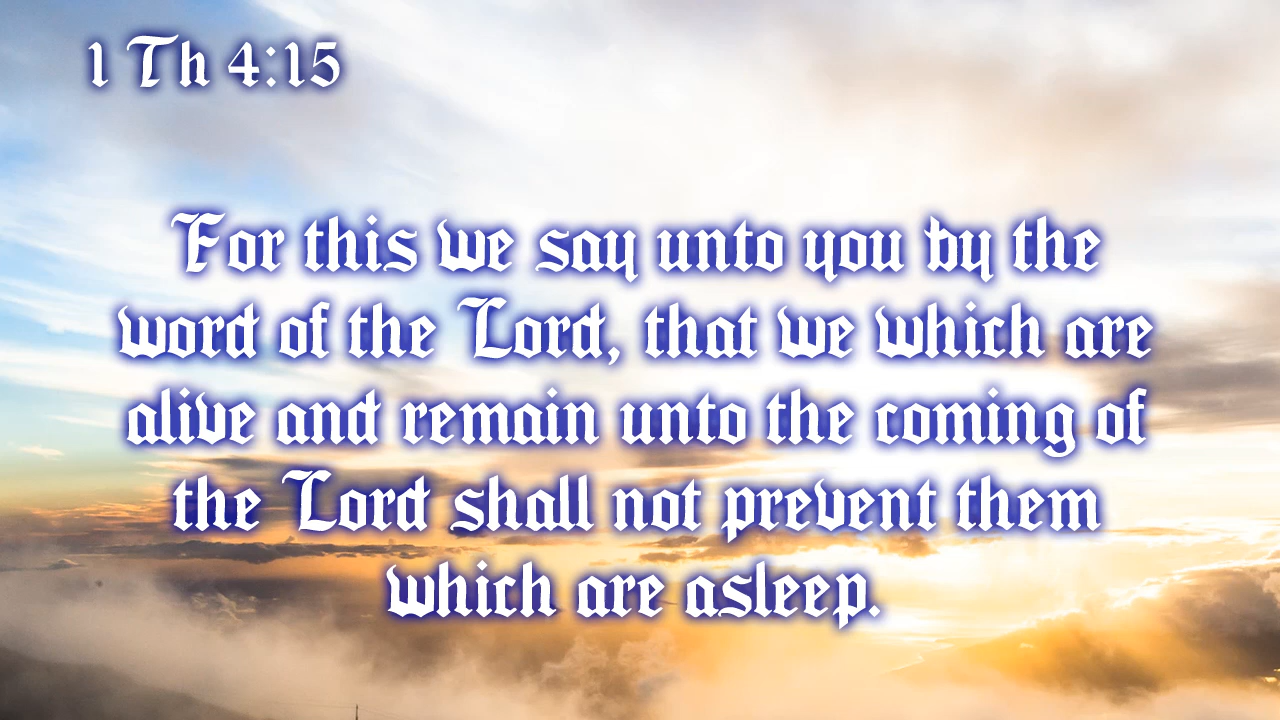 1 Th 4:15
For this we say unto you by the
word of the Lord, that we which are
alive and remain unto the coming of
the Lord shall not prevent them
which are asleep.